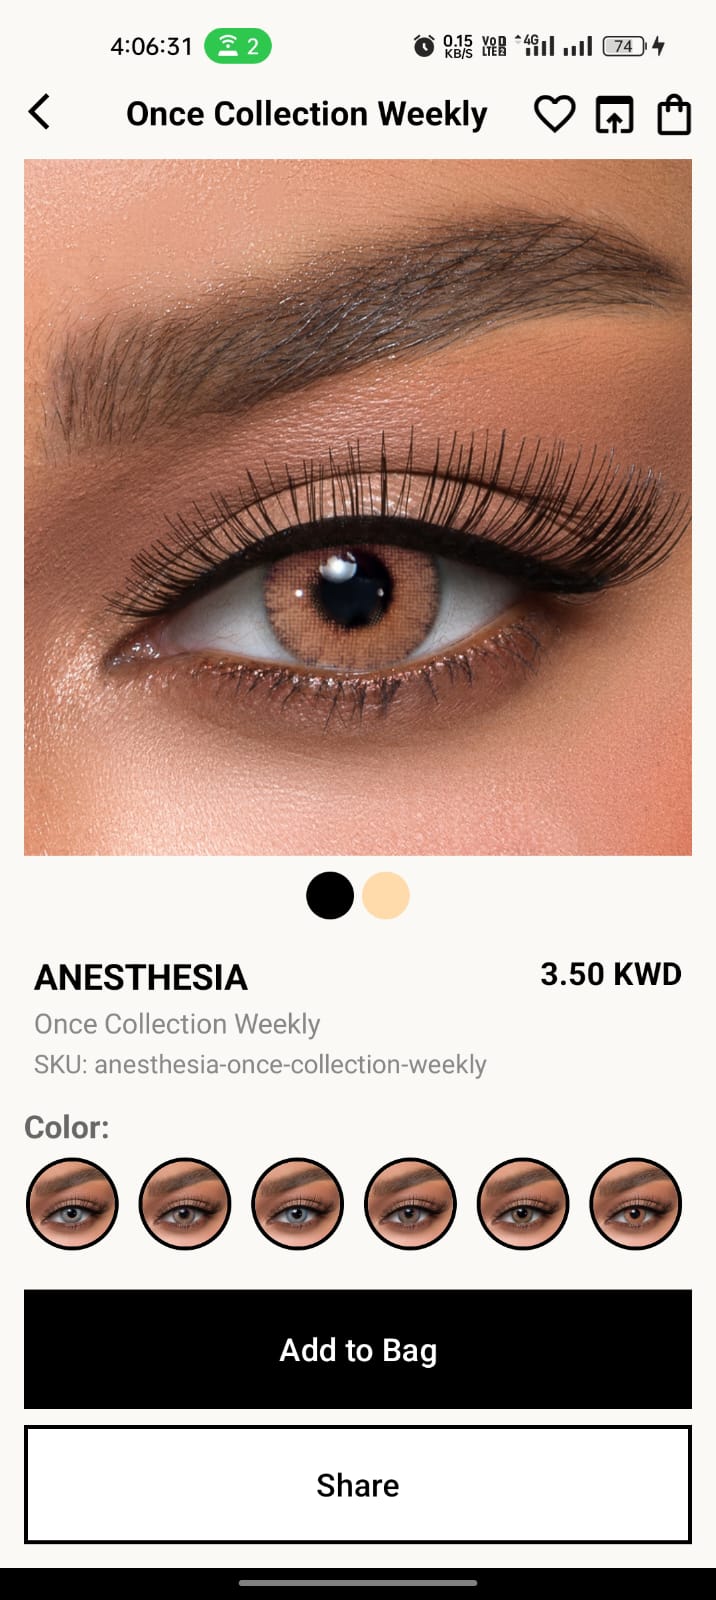 4:06:31 2 0.15 KB/S VoD LTE2 4G 74
Once Collection Weekly
ANESTHESIA 3.50 KWD
Once Collection Weekly
SKU: anesthesia-once-collection-weekly
Color:
Add to Bag
Share